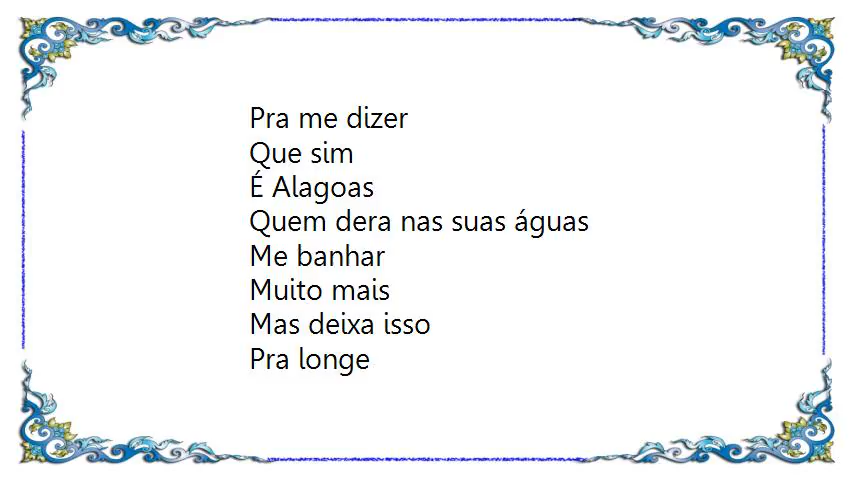 Pra me dizer
Que sim
É Alagoas
Quem dera nas suas águas
Me banhar
Muito mais
Mas deixa isso
Pra longe